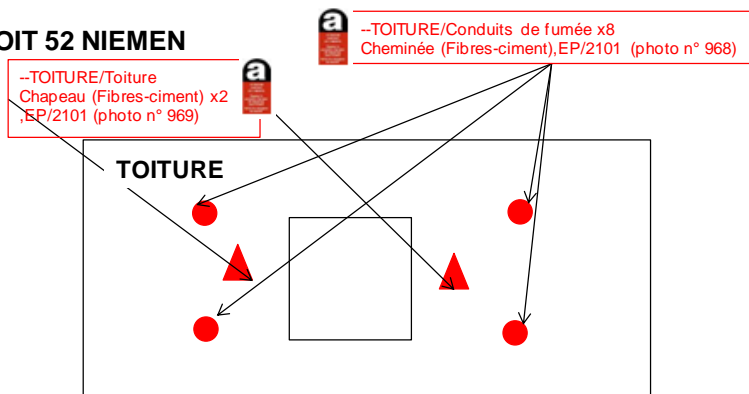 OIT 52 NIEMEN
--TOITURE/Conduits de fumée x8
Cheminée (Fibres-ciment),EP/2101 (photo n° 968)
--TOITURE/Toiture
Chapeau (Fibres-ciment) x2
,EP/2101 (photo n° 969)
a
a
TOITURE